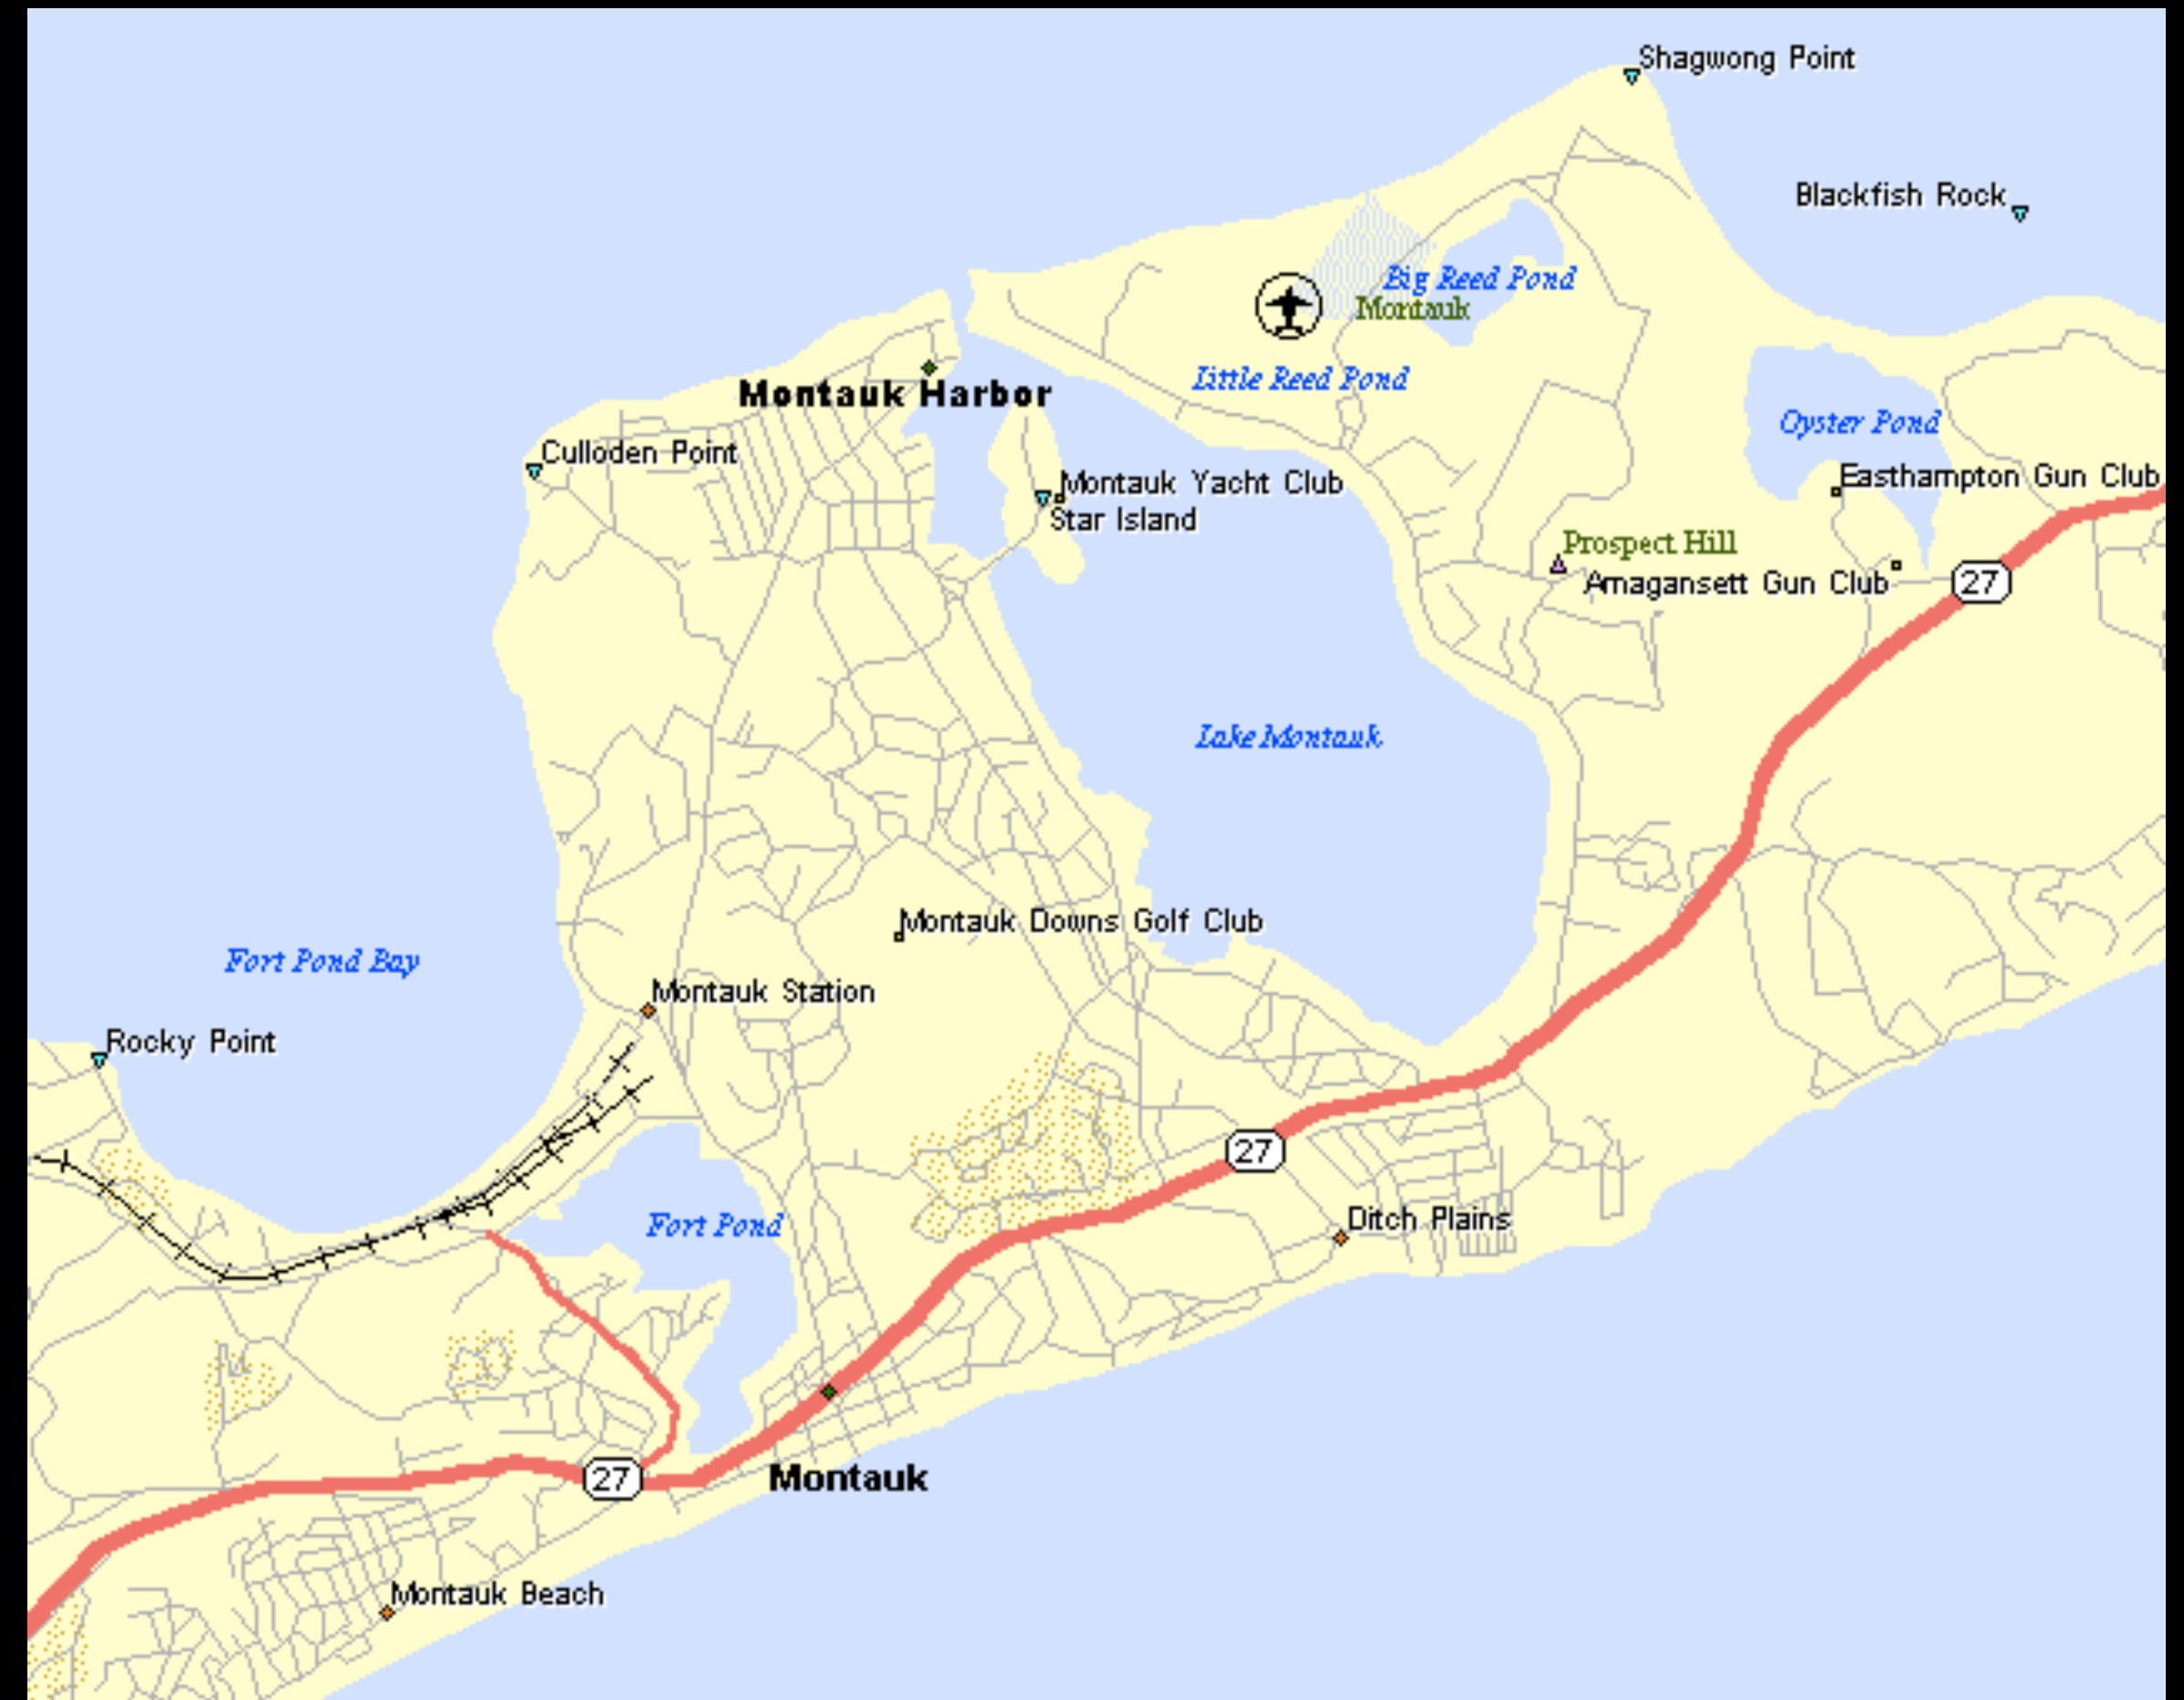 Shagwong Point
Blackfish Rock
Big Reed Pond
Montauk
Little Reed Pond
Montauk Harbor
Oyster Pond
Culloden Point
Easthampton Gun Club
Montauk Yacht Club
Star Island
Prospect Hill
Amagansett Gun Club
27
Lake Montauk
Montauk Downs Golf Club
Fort Pond Bay
Montauk Station
Rocky Point
27
Ditch Plains
Fort Pond
27
Montauk
Montauk Beach